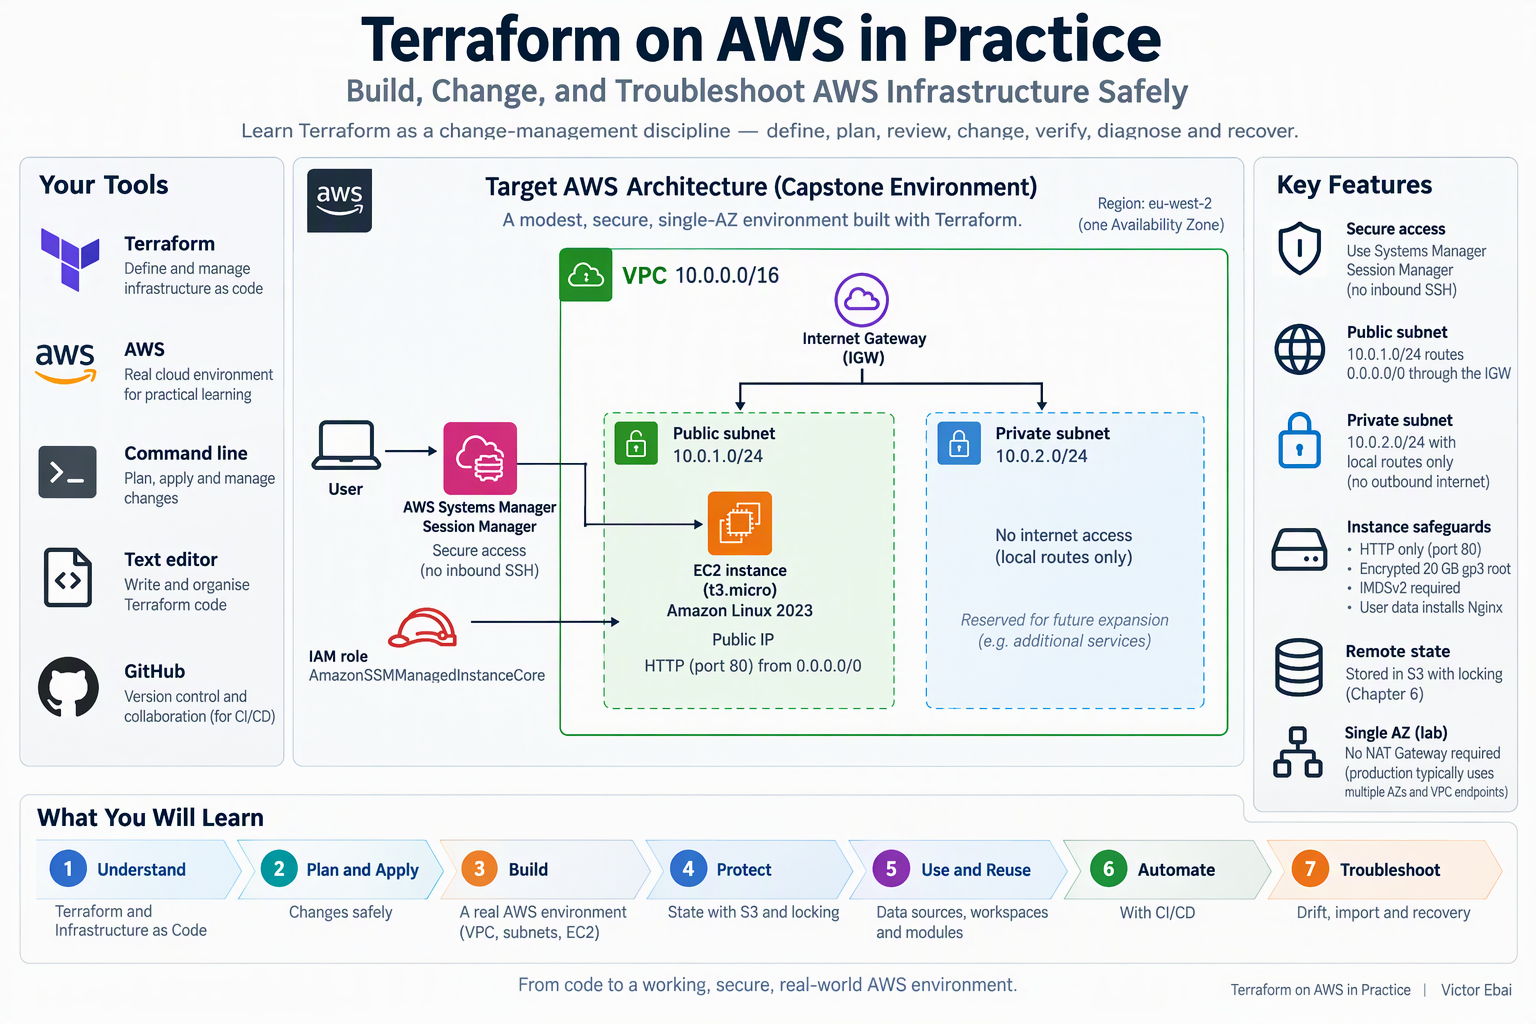 Terraform on AWS in Practice
Build, Change, and Troubleshoot AWS Infrastructure Safely
Learn Terraform as a change-management discipline — define, plan, review, change, verify, diagnose and recover.
Your Tools
Terraform
Define and manage
infrastructure as code
aws
AWS
Real cloud environment
for practical learning
Command line
Plan, apply and manage
changes
Text editor
Write and organise
Terraform code
GitHub
Version control and
collaboration (for CI/CD)
aws
Target AWS Architecture (Capstone Environment)
A modest, secure, single-AZ environment built with Terraform.
Region: eu-west-2
(one Availability Zone)
VPC 10.0.0.0/16
Internet Gateway
(IGW)
User
AWS Systems Manager
Session Manager
Secure access
(no inbound SSH)
IAM role
AmazonSSMManagedInstanceCore
Public subnet
10.0.1.0/24
EC2 instance
(t3.micro)
Amazon Linux 2023
Public IP
HTTP (port 80) from 0.0.0.0/0
Private subnet
10.0.2.0/24
No internet access
(local routes only)
Reserved for future expansion
(e.g. additional services)
Key Features
Secure access
Use Systems Manager
Session Manager
(no inbound SSH)
Public subnet
10.0.1.0/24 routes
0.0.0.0/0 through the IGW
Private subnet
10.0.2.0/24 with
local routes only
(no outbound internet)
Instance safeguards
• HTTP only (port 80)
• Encrypted 20 GB gp3 root
• IMDSv2 required
• User data installs Nginx
Remote state
Stored in S3 with locking
(Chapter 6)
Single AZ (lab)
No NAT Gateway required
(production typically uses
multiple AZs and VPC endpoints)
What You Will Learn
1 Understand
Terraform and
Infrastructure as Code
2 Plan and Apply
Changes safely
3 Build
A real AWS environment
(VPC, subnets, EC2)
4 Protect
State with S3 and locking
5 Use and Reuse
Data sources, workspaces
and modules
6 Automate
With CI/CD
7 Troubleshoot
Drift, import and recovery
From code to a working, secure, real-world AWS environment.
Terraform on AWS in Practice | Victor Ebai